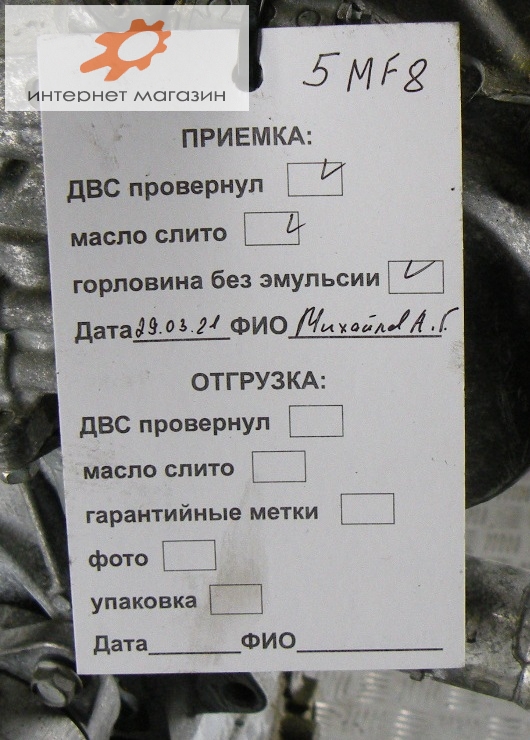 интернет магазин
5MF8
ПРИЕМКА:
ДВС провернул
масло слито
горловина без эмульсии
Дата 29.03.21 ФИО Михайлов А.Г.
ОТГРУЗКА:
ДВС провернул
масло слито
гарантийные метки
фото
упаковка
Дата ФИО